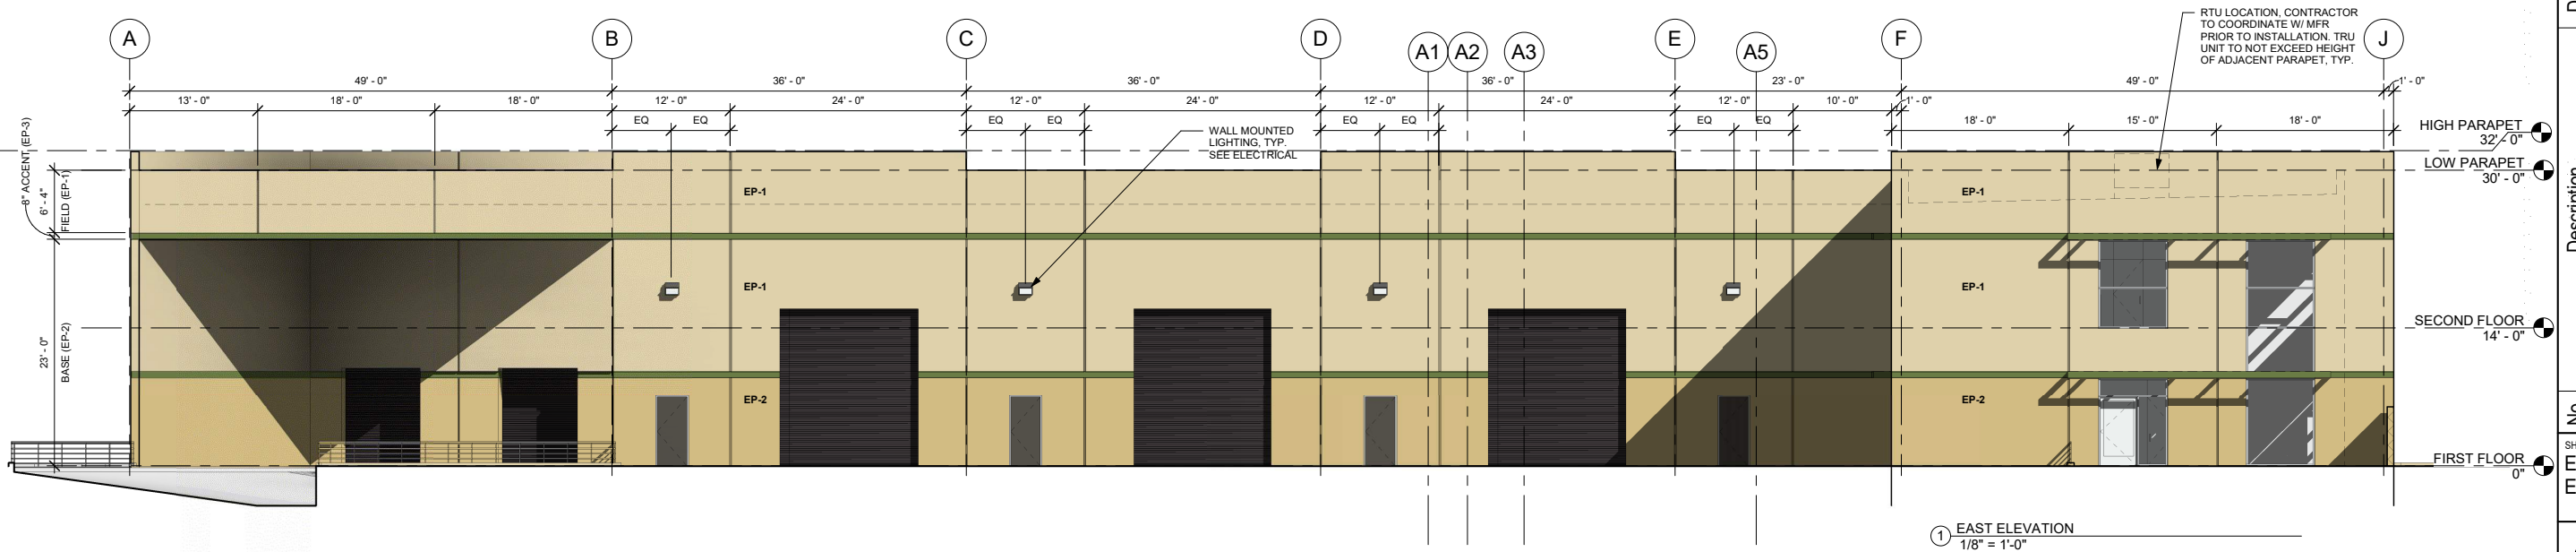 A
B
C
D
A1
A2
A3
E
A5
F
J
RTU LOCATION, CONTRACTOR
TO COORDINATE W/ MFR
PRIOR TO INSTALLATION. TRU
UNIT TO NOT EXCEED HEIGHT
OF ADJACENT PARAPET, TYP.
49' - 0"
36' - 0"
36' - 0"
36' - 0"
23' - 0"
49' - 0"
1' - 0"
13' - 0"
18' - 0"
18' - 0"
12' - 0"
24' - 0"
12' - 0"
24' - 0"
12' - 0"
24' - 0"
12' - 0"
10' - 0"
1' - 0"
18' - 0"
15' - 0"
18' - 0"
EQ
EQ
EQ
EQ
EQ
EQ
EQ
EQ
WALL MOUNTED
LIGHTING, TYP.
SEE ELECTRICAL
HIGH PARAPET
32' - 0"
LOW PARAPET
30' - 0"
SECOND FLOOR
14' - 0"
FIRST FLOOR
0"
8" ACCENT (EP-3)
6' - 4"
FIELD (EP-1)
23' - 0"
BASE (EP-2)
EP-1
EP-1
EP-1
EP-1
EP-2
EP-2
1
EAST ELEVATION
1/8" = 1'-0"
Description
No
SH
E
E